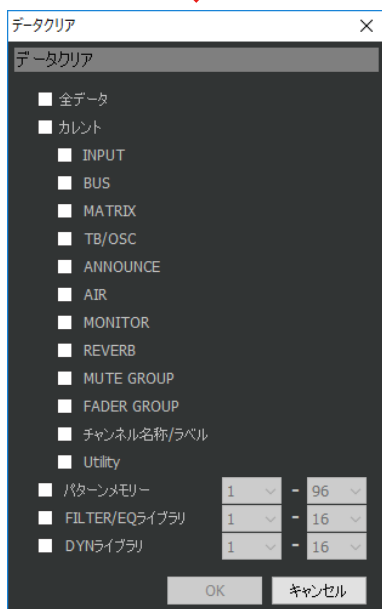 データクリア
データクリア
全データ
カレント
INPUT
BUS
MATRIX
TB/OSC
ANNOUNCE
AIR
MONITOR
REVERB
MUTE GROUP
FADER GROUP
チャンネル名称/ラベル
Utility
パターンメモリー 1 - 96
FILTER/EQライブラリ 1 - 16
DYNライブラリ 1 - 16
OK キャンセル